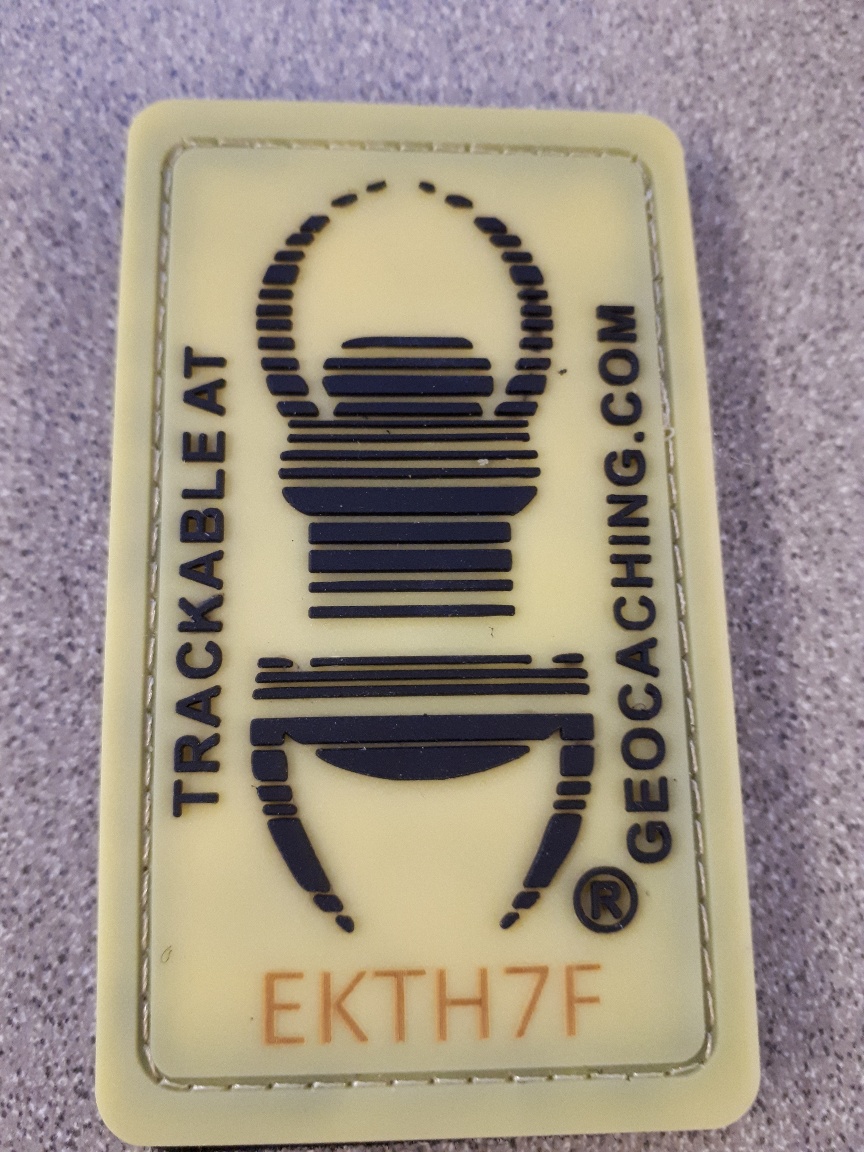 TRACKABLE AT
GEOCACHING.COM
®
EKTH7F